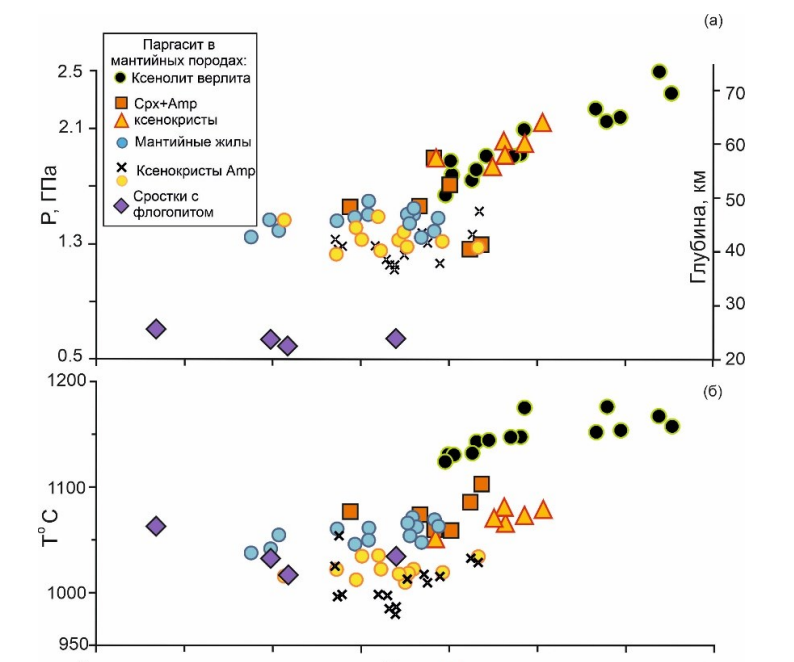 (а)
Паргасит в
мантийных породах:
Ксенолит верлита
Cpx+Amp
ксенокристы
Мантийные жилы
Ксенокристы Amp
Сростки с
флогопитом
P, ГПа
2.5
2.1
1.3
0.5
Глубина, км
70
60
50
40
30
20
(б)
T° C
1200
1100
1000
950